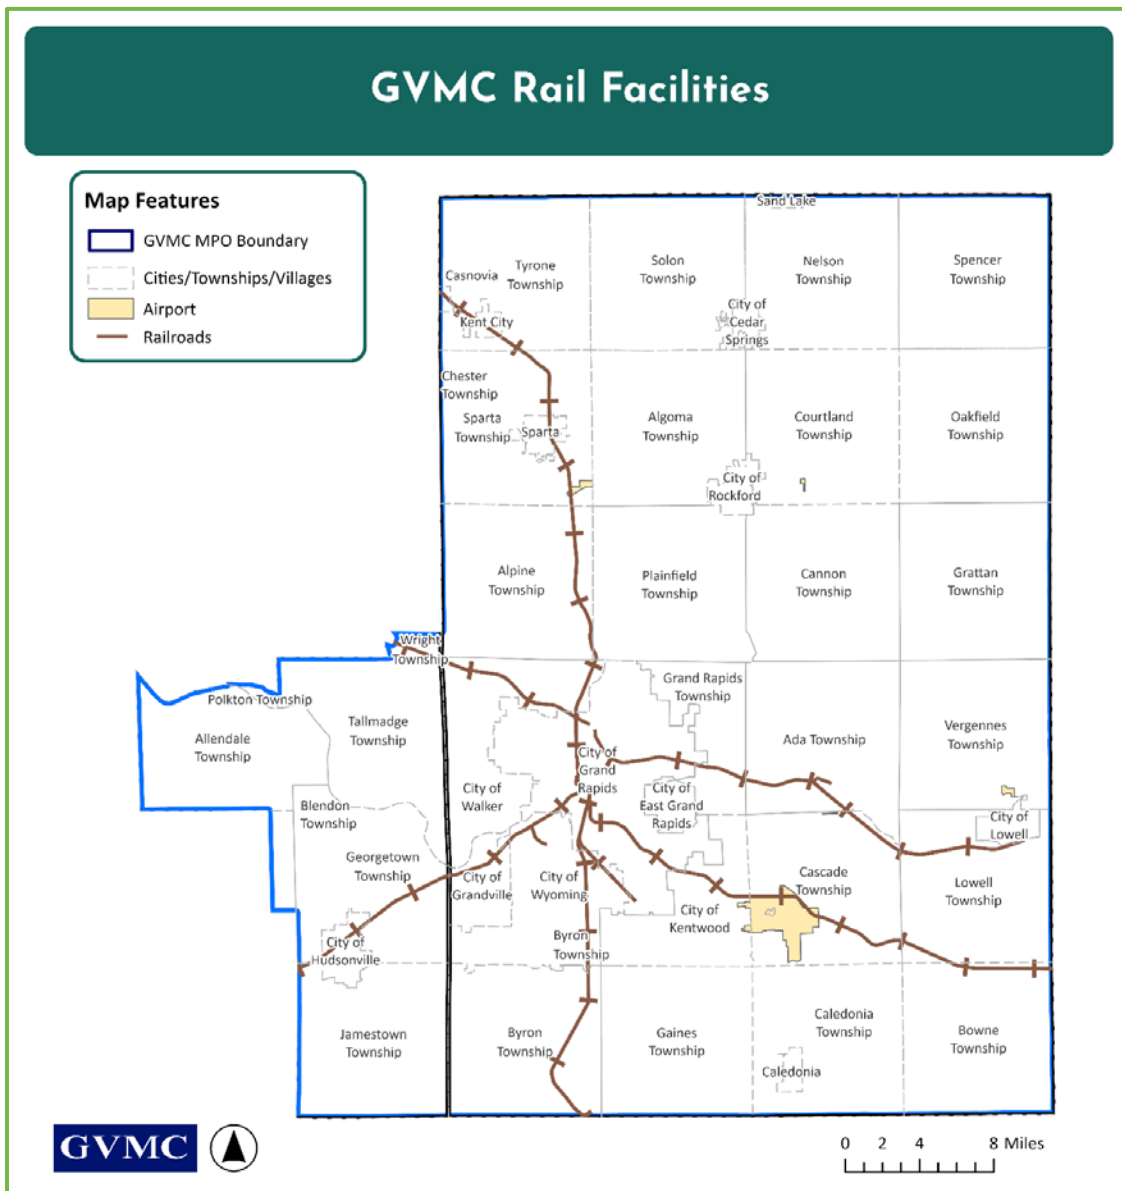 GVMC Rail Facilities
Map Features
GVMC MPO Boundary
Cities/Townships/Villages
Airport
Railroads
Sand Lake
Casnovia
Tyrone
Township
Solon
Township
Nelson
Township
Spencer
Township
Kent City
City of
Cedar
Springs
Chester
Township
Sparta
Township
Sparta
Algoma
Township
Courtland
Township
Oakfield
Township
City of
Rockford
Alpine
Township
Plainfield
Township
Cannon
Township
Grattan
Township
Wright
Township
Polkton Township
Allendale
Township
Tallmadge
Township
Grand Rapids
Township
Ada Township
Vergennes
Township
City of
Walker
City of
Grand
Rapids
City of
East Grand
Rapids
Blendon
Township
City of
Lowell
Georgetown
Township
City of
Grandville
City of
Wyoming
Cascade
Township
Lowell
Township
City of
Kentwood
City of
Hudsonville
Byron
Township
Jamestown
Township
Byron
Township
Gaines
Township
Caledonia
Township
Bowne
Township
Caledonia
GVMC
0 2 4 8 Miles